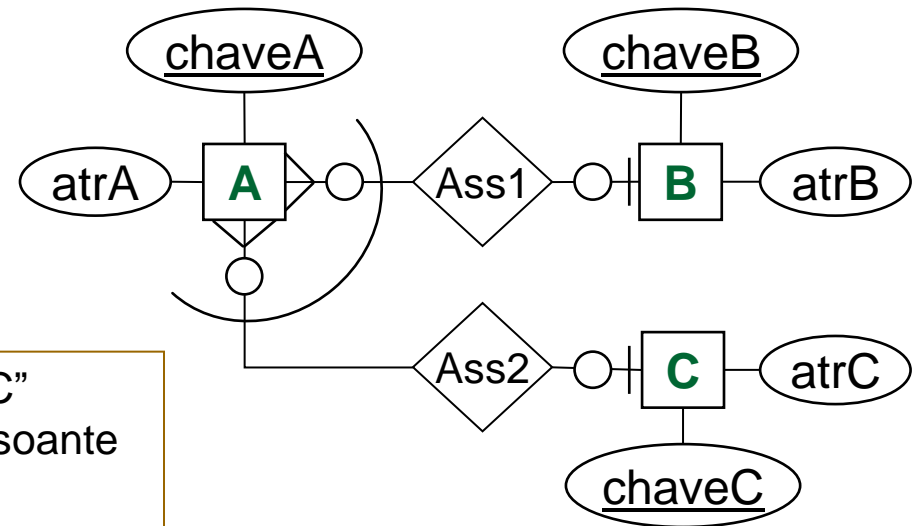 chaveA
chaveB
atrA
A
Ass1
B
atrB
C”
Ass2
C
atrC
soante
chaveC